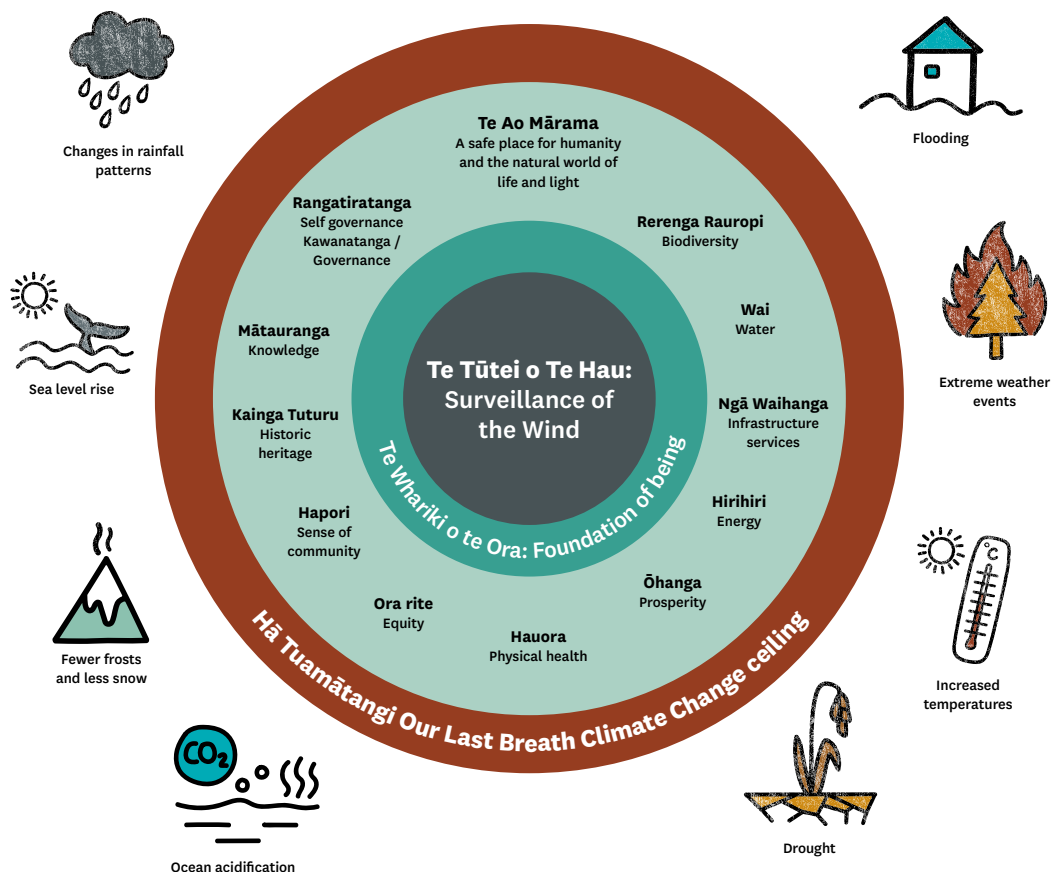 Changes in rainfall
patterns
Flooding
Te Ao Mārama
A safe place for humanity
and the natural world of
life and light
Rangatiratanga
Self governance
Kawanatanga /
Governance
Rerenga Rauropi
Biodiversity
Sea level rise
Mātauranga
Knowledge
Wai
Water
Extreme weather
events
Te Tūtei o Te Hau:
Surveillance of
the Wind
Kainga Tuturu
Historic
heritage
Ngā Waihanga
Infrastructure
services
Te Whariki o te Ora: Foundation of being
Hapori
Sense of
community
Hirihiri
Energy
Ora rite
Equity
Hauora
Physical health
Ōhanga
Prosperity
Hā Tuamātangi Our Last Breath Climate Change ceiling
Fewer frosts
and less snow
°C
Increased
temperatures
CO₂
Ocean acidification
Drought